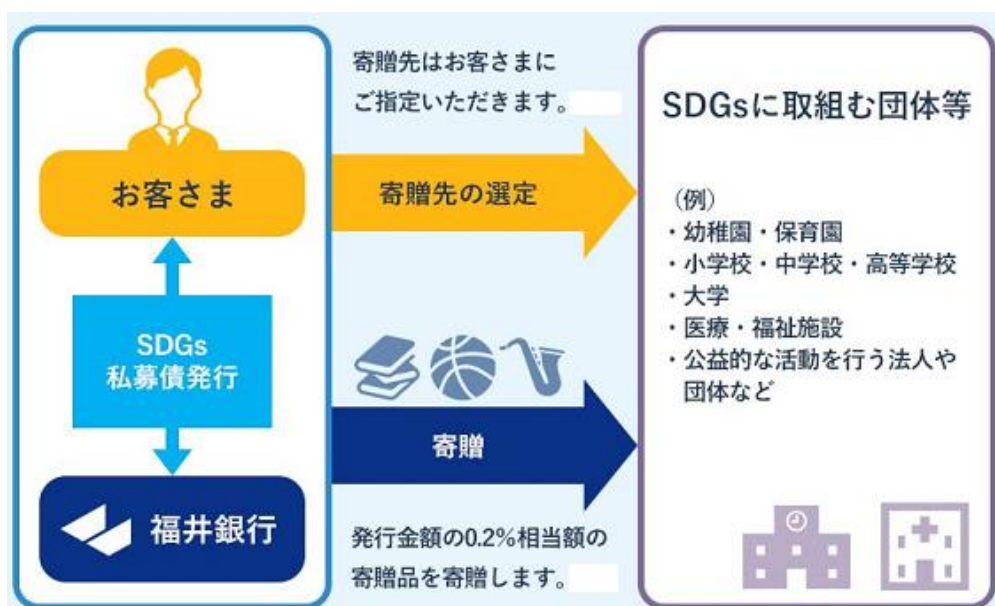 お客さま
SDGs
私募債発行
福井銀行
寄贈先はお客さまに
ご指定いただきます。
寄贈先の選定
寄贈
発行金額の0.2%相当額の
寄贈品を寄贈します。
SDGsに取組む団体等
（例）
・幼稚園・保育園
・小学校・中学校・高等学校
・大学
・医療・福祉施設
・公益的な活動を行う法人や
団体など